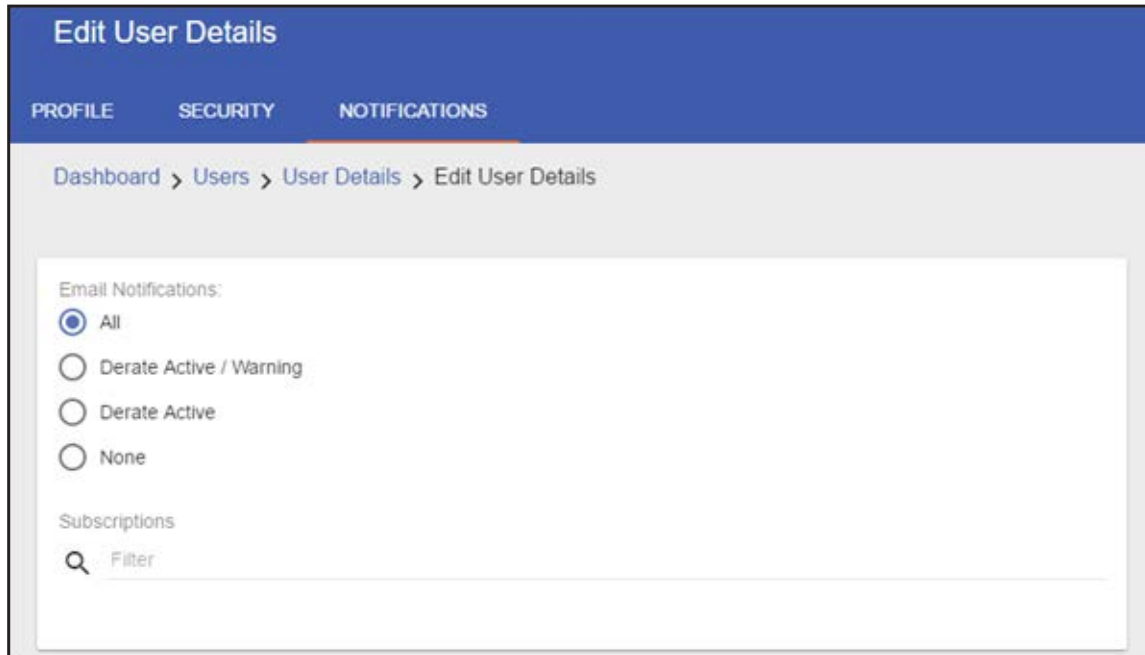 Edit User Details
PROFILE SECURITY NOTIFICATIONS
Dashboard > Users > User Details > Edit User Details
Email Notifications:
All
Derate Active / Warning
Derate Active
None
Subscriptions
Filter